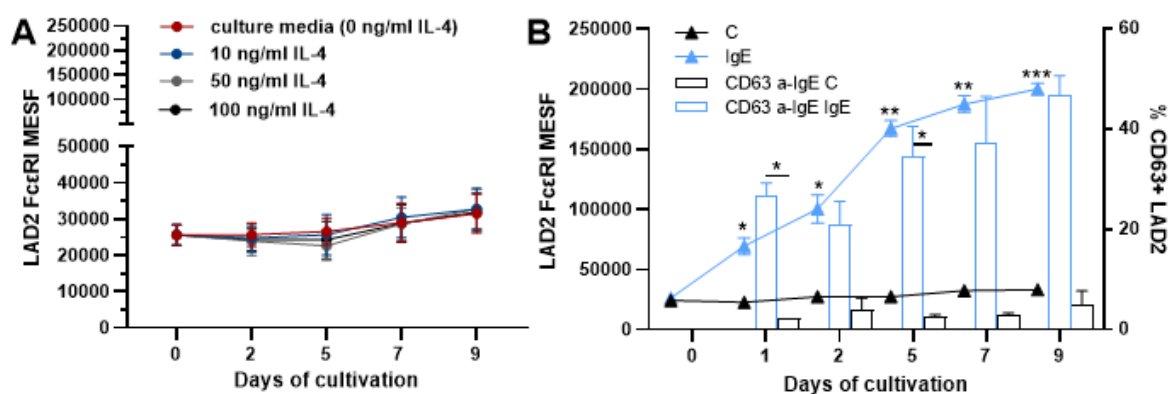 A
culture media (0 ng/ml IL-4)
10 ng/ml IL-4
50 ng/ml IL-4
100 ng/ml IL-4
LAD2 FcεRI MESF
250000
200000
150000
100000
50000
40000
30000
20000
10000
0
0 2 5 7 9
Days of cultivation
B
C
IgE
CD63 a-IgE C
CD63 a-IgE IgE
LAD2 FcεRI MESF
250000
200000
150000
100000
50000
0
* * * ** * ** ***
60
40
20
0
% CD63+ LAD2
0 1 2 5 7 9
Days of cultivation